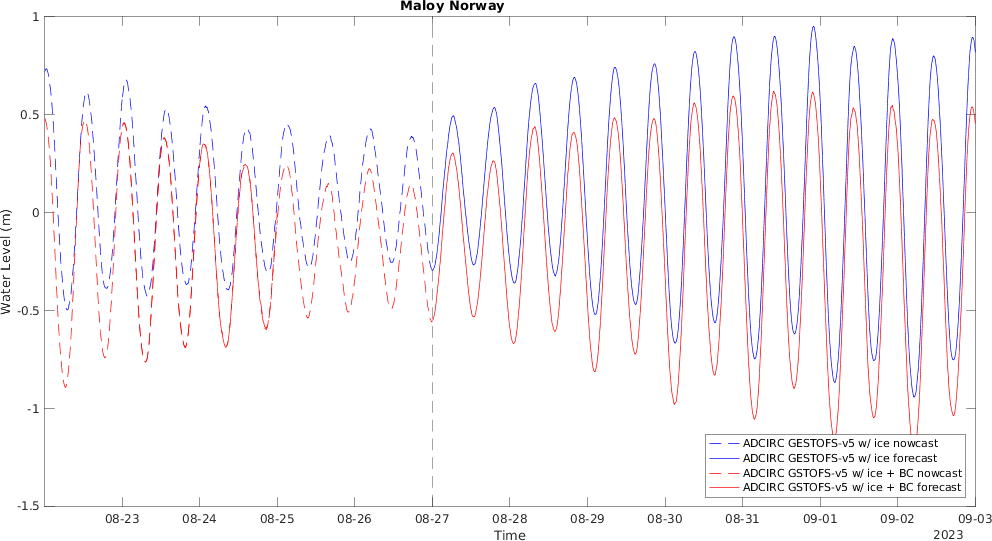 Maloy Norway
Water Level (m)
1
0.5
0
-0.5
-1
-1.5
ADCIRC GESTOFS-v5 w/ ice nowcast
ADCIRC GESTOFS-v5 w/ ice forecast
ADCIRC GSTOFS-v5 w/ ice + BC nowcast
ADCIRC GSTOFS-v5 w/ ice + BC forecast
08-23 08-24 08-25 08-26 08-27 08-28 08-29 08-30 08-31 09-01 09-02 09-03
Time
2023